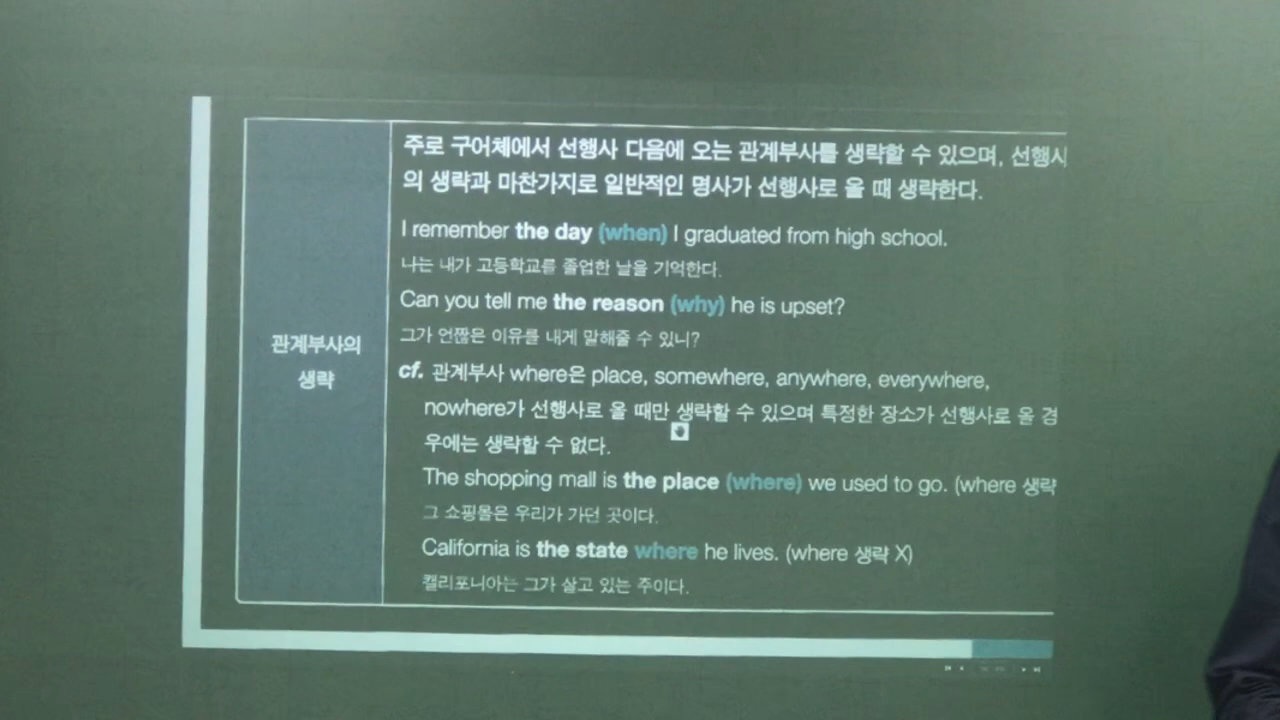 주로 구어체에서 선행사 다음에 오는 관계부사를 생략할 수 있으며, 선행사
의 생략과 마찬가지로 일반적인 명사가 선행사로 올 때 생략한다.
I remember the day (when) I graduated from high school.
나는 내가 고등학교를 졸업한 날을 기억한다.
Can you tell me the reason (why) he is upset?
그가 언짢은 이유를 내게 말해줄 수 있니?
관계부사의
생략
cf. 관계부사 where은 place, somewhere, anywhere, everywhere,
nowhere가 선행사로 올 때만 생략할 수 있으며 특정한 장소가 선행사로 올 경
우에는 생략할 수 없다.
The shopping mall is the place (where) we used to go. (where 생략
그 쇼핑몰은 우리가 가던 곳이다.
California is the state where he lives. (where 생략 X)
캘리포니아는 그가 살고 있는 주이다.